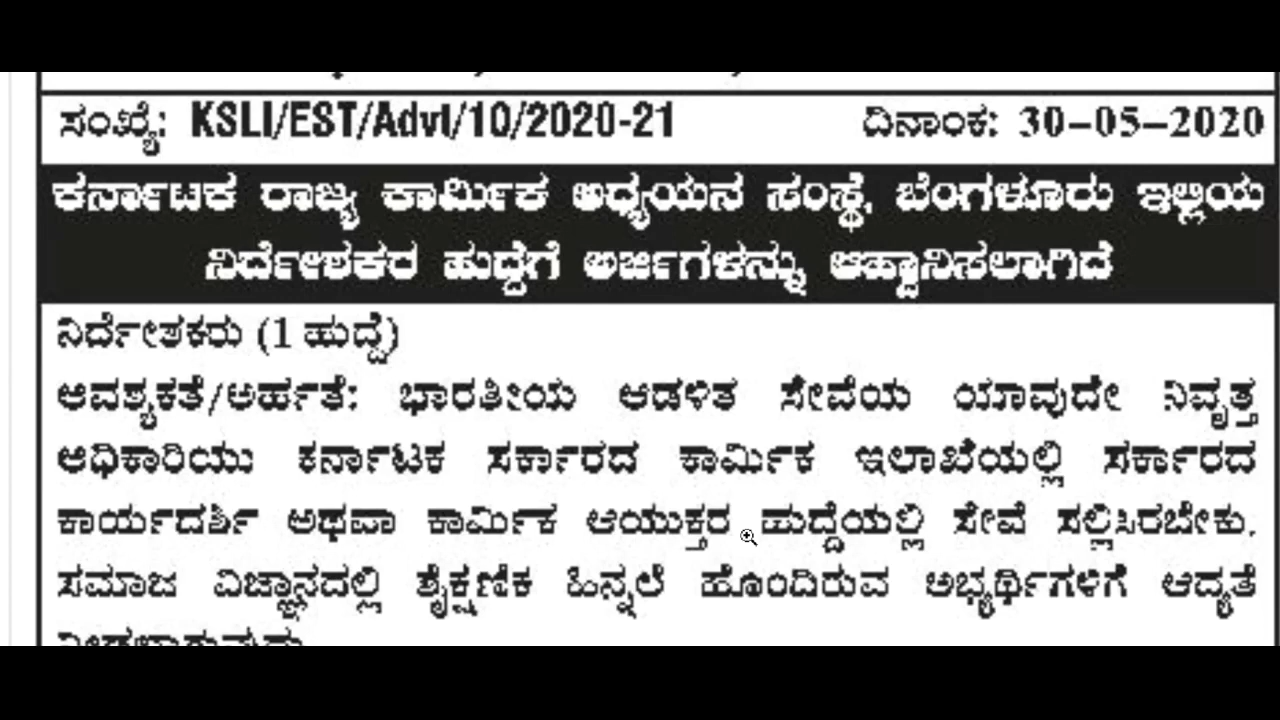 ಸಂಖ್ಯೆ: KSLI/EST/Advt/10/2020-21 ದಿನಾಂಕ: 30-05-2020
ಕರ್ನಾಟಕ ರಾಜ್ಯ ಕಾರ್ಮಿಕ ಅಧ್ಯಯನ ಸಂಸ್ಥೆ, ಬೆಂಗಳೂರು ಇಲ್ಲಿಯ
ನಿರ್ದೇಶಕರ ಹುದ್ದೆಗೆ ಅರ್ಜಿಗಳನ್ನು ಆಹ್ವಾನಿಸಲಾಗಿದೆ
ನಿರ್ದೇಶಕರು (1 ಹುದ್ದೆ)
ಅವಶ್ಯಕತೆ/ಅರ್ಹತೆ: ಭಾರತೀಯ ಆಡಳಿತ ಸೇವೆಯ ಯಾವುದೇ ನಿವೃತ್ತ
ಅಧಿಕಾರಿಯು ಕರ್ನಾಟಕ ಸರ್ಕಾರದ ಕಾರ್ಮಿಕ ಇಲಾಖೆಯಲ್ಲಿ ಸರ್ಕಾರದ
ಕಾರ್ಯದರ್ಶಿ ಅಥವಾ ಕಾರ್ಮಿಕ ಆಯುಕ್ತರ ಹುದ್ದೆಯಲ್ಲಿ ಸೇವೆ ಸಲ್ಲಿಸಿರಬೇಕು.
ಸಮಾಜ ವಿಜ್ಞಾನದಲ್ಲಿ ಶೈಕ್ಷಣಿಕ ಹಿನ್ನಲೆ ಹೊಂದಿರುವ ಅಭ್ಯರ್ಥಿಗಳಿಗೆ ಆದ್ಯತೆ